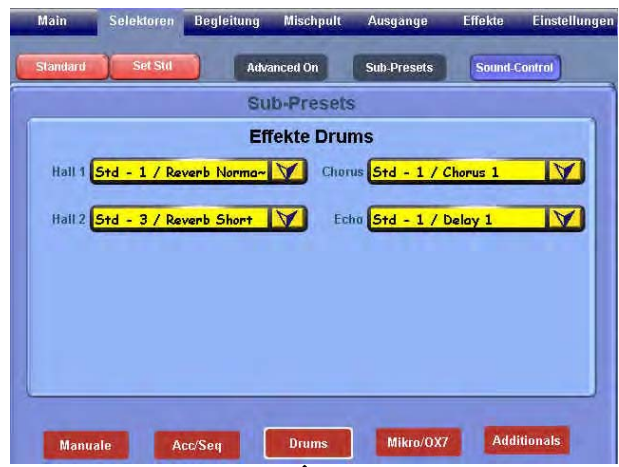 Main Selektoren Begleitung Mischpult Ausgange Effekte Einstellungen
Standard Set Std Advanced On Sub-Presets Sound-Control
Sub-Presets
Effekte Drums
Hall 1 Std - 1 / Reverb Norma~ Chorus Std - 1 / Chorus 1
Hall 2 Std - 3 / Reverb Short Echo Std - 1 / Delay 1
Manuale Acc/Seq Drums Mikro/OX7 Additionals